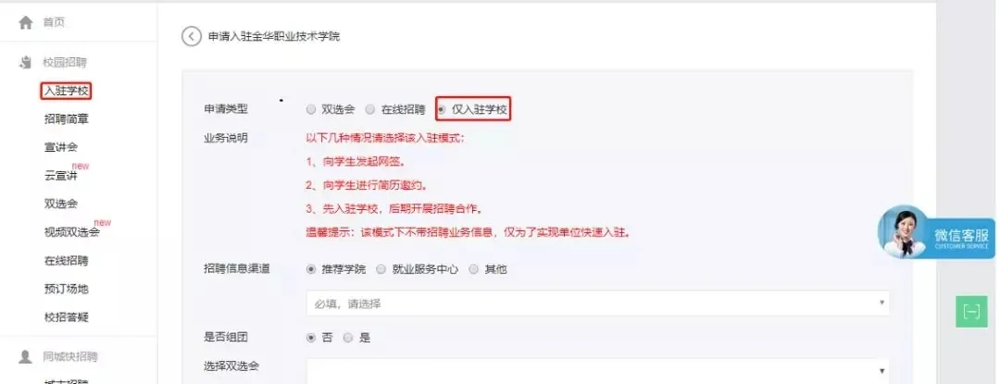 首页
校园招聘
入驻学校
招聘简章
宣讲会
云宣讲 new
双选会
视频双选会 new
在线招聘
预订场地
校招答疑
同城快招聘
城市招聘
申请入驻金华职业技术学院
申请类型 双选会 在线招聘 仅入驻学校
业务说明 以下几种情况请选择该入驻模式：
1、向学生发起网签。
2、向学生进行简历邀约。
3、先入驻学校，后期开展招聘合作。
温馨提示：该模式下不带招聘业务信息，仅为了实现单位快速入驻。
招聘信息渠道 推荐学院 就业服务中心 其他
必填，请选择
是否组团 否 是
选择双选会
微信客服
CUSTOMER SERVICE